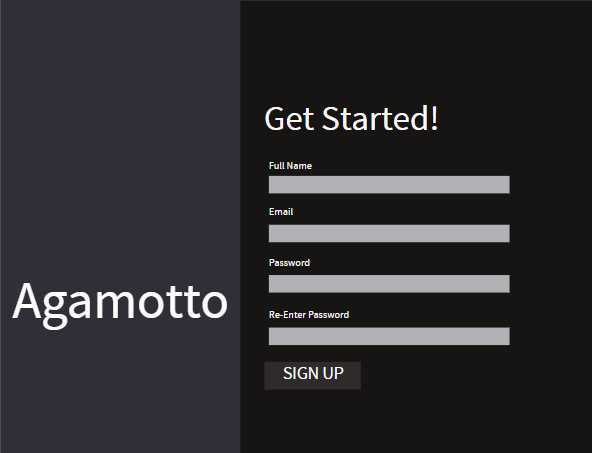 Agamotto
Get Started!
Full Name
Email
Password
Re-Enter Password
SIGN UP